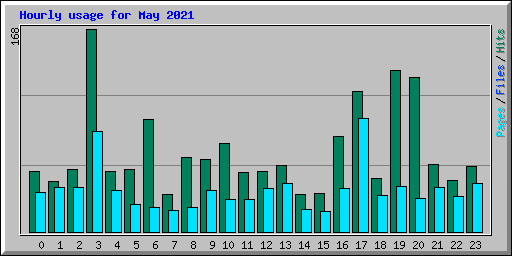 Hourly usage for May 2021
168
Pages/Files/Hits
0 1 2 3 4 5 6 7 8 9 10 11 12 13 14 15 16 17 18 19 20 21 22 23